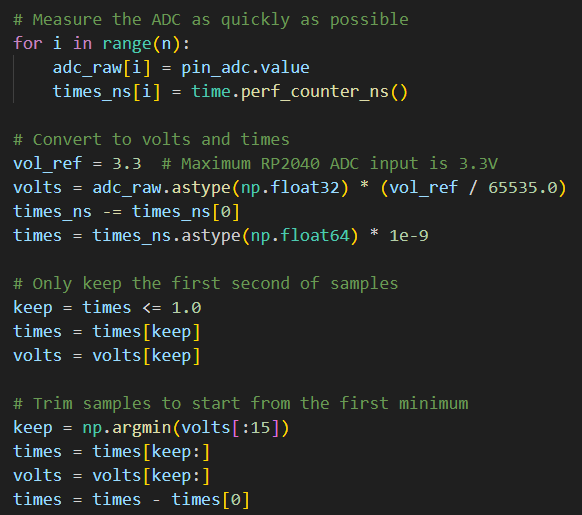 # Measure the ADC as quickly as possible
for i in range(n):
    adc_raw[i] = pin_adc.value
    times_ns[i] = time.perf_counter_ns()

# Convert to volts and times
vol_ref = 3.3  # Maximum RP2040 ADC input is 3.3V
volts = adc_raw.astype(np.float32) * (vol_ref / 65535.0)
times_ns -= times_ns[0]
times = times_ns.astype(np.float64) * 1e-9

# Only keep the first second of samples
keep = times <= 1.0
times = times[keep]
volts = volts[keep]

# Trim samples to start from the first minimum
keep = np.argmin(volts[:15])
times = times[keep:]
volts = volts[keep:]
times = times - times[0]